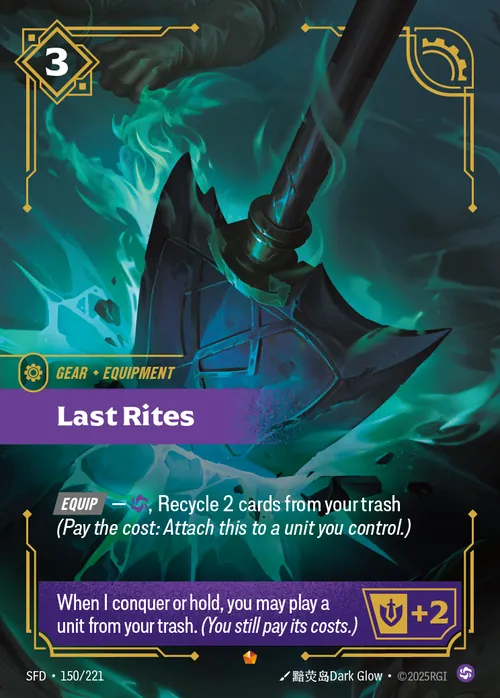 3
GEAR • EQUIPMENT
Last Rites
EQUIP —, Recycle 2 cards from your trash
(Pay the cost: Attach this to a unit you control.)
When I conquer or hold, you may play a
unit from your trash. (You still pay its costs.)
+2
SFD • 150/221
黯荧岛Dark Glow • ©2025RGI